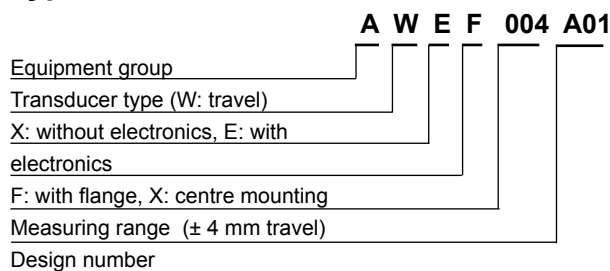 A W E F 004 A01
Equipment group
Transducer type (W: travel)
X: without electronics, E: with
electronics
F: with flange, X: centre mounting
Measuring range (± 4 mm travel)
Design number